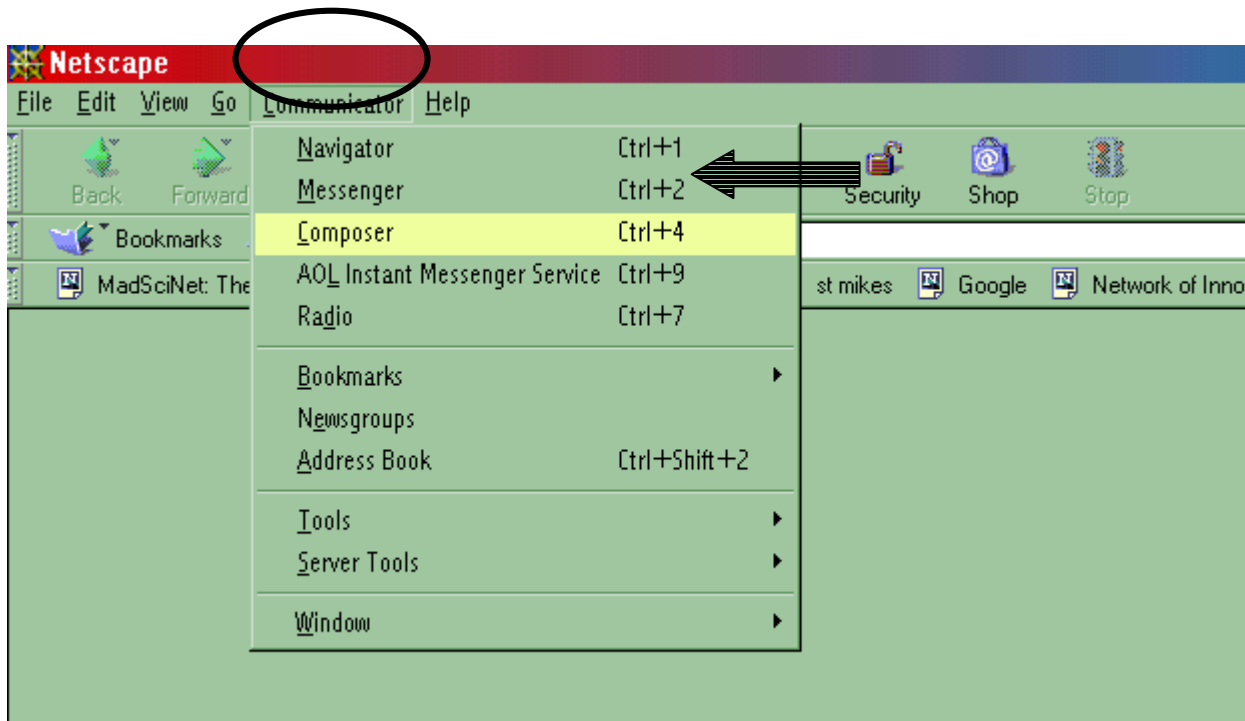 Netscape
File Edit View Go Communicator Help
Navigator Ctrl+1
Messenger Ctrl+2
Composer Ctrl+4
AOL Instant Messenger Service Ctrl+9
Radio Ctrl+7
Bookmarks
Newsgroups
Address Book Ctrl+Shift+2
Tools
Server Tools
Window
Back Forward Security Shop Stop
Bookmarks
MadSciNet: The st mikes Google Network of Inno